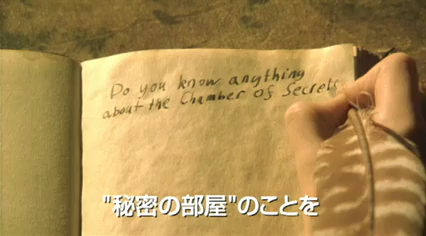 Do you know anything
about the Chamber of Secrets
"秘密の部屋"のことを